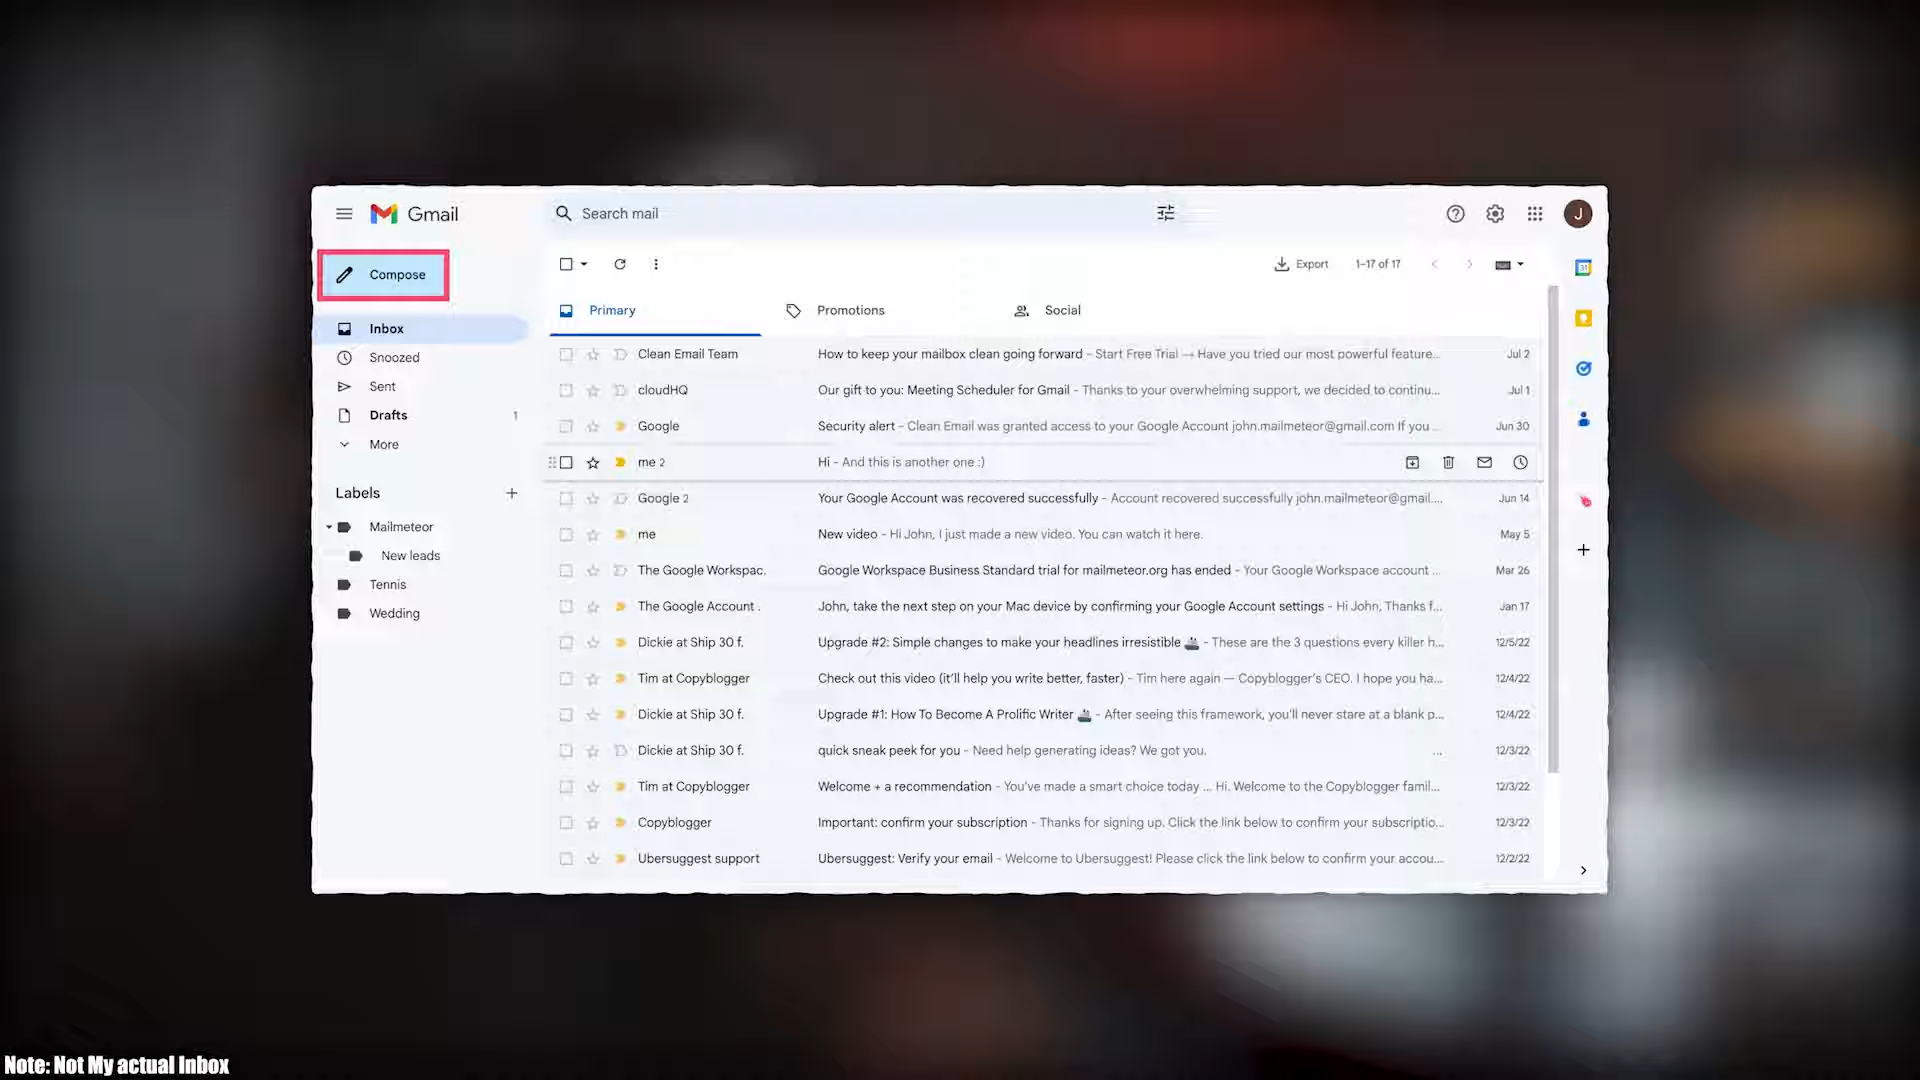 Gmail
Search mail
J
Compose
Export
1–17 of 17
Inbox
Snoozed
Sent
Drafts 1
More
Labels
Mailmeteor
New leads
Tennis
Wedding
Primary
Promotions
Social
Clean Email Team How to keep your mailbox clean going forward - Start Free Trial → Have you tried our most powerful feature... Jul 2
cloudHQ Our gift to you: Meeting Scheduler for Gmail - Thanks to your overwhelming support, we decided to continu... Jul 1
Google Security alert - Clean Email was granted access to your Google Account john.mailmeteor@gmail.com If you ... Jun 30
me 2 Hi - And this is another one :)
Google 2 Your Google Account was recovered successfully - Account recovered successfully john.mailmeteor@gmail.... Jun 14
me New video - Hi John, I just made a new video. You can watch it here. May 5
The Google Workspac. Google Workspace Business Standard trial for mailmeteor.org has ended - Your Google Workspace account ... Mar 26
The Google Account . John, take the next step on your Mac device by confirming your Google Account settings - Hi John, Thanks f... Jan 17
Dickie at Ship 30 f. Upgrade #2: Simple changes to make your headlines irresistible 🚢 - These are the 3 questions every killer h... 12/5/22
Tim at Copyblogger Check out this video (it'll help you write better, faster) - Tim here again — Copyblogger's CEO. I hope you ha... 12/4/22
Dickie at Ship 30 f. Upgrade #1: How To Become A Prolific Writer 🚢 - After seeing this framework, you'll never stare at a blank p... 12/4/22
Dickie at Ship 30 f. quick sneak peek for you - Need help generating ideas? We got you. ... 12/3/22
Tim at Copyblogger Welcome + a recommendation - You've made a smart choice today ... Hi. Welcome to the Copyblogger famil... 12/3/22
Copyblogger Important: confirm your subscription - Thanks for signing up. Click the link below to confirm your subscriptio... 12/3/22
Ubersuggest support Ubersuggest: Verify your email - Welcome to Ubersuggest! Please click the link below to confirm your accou... 12/2/22
31
Note: Not My actual Inbox